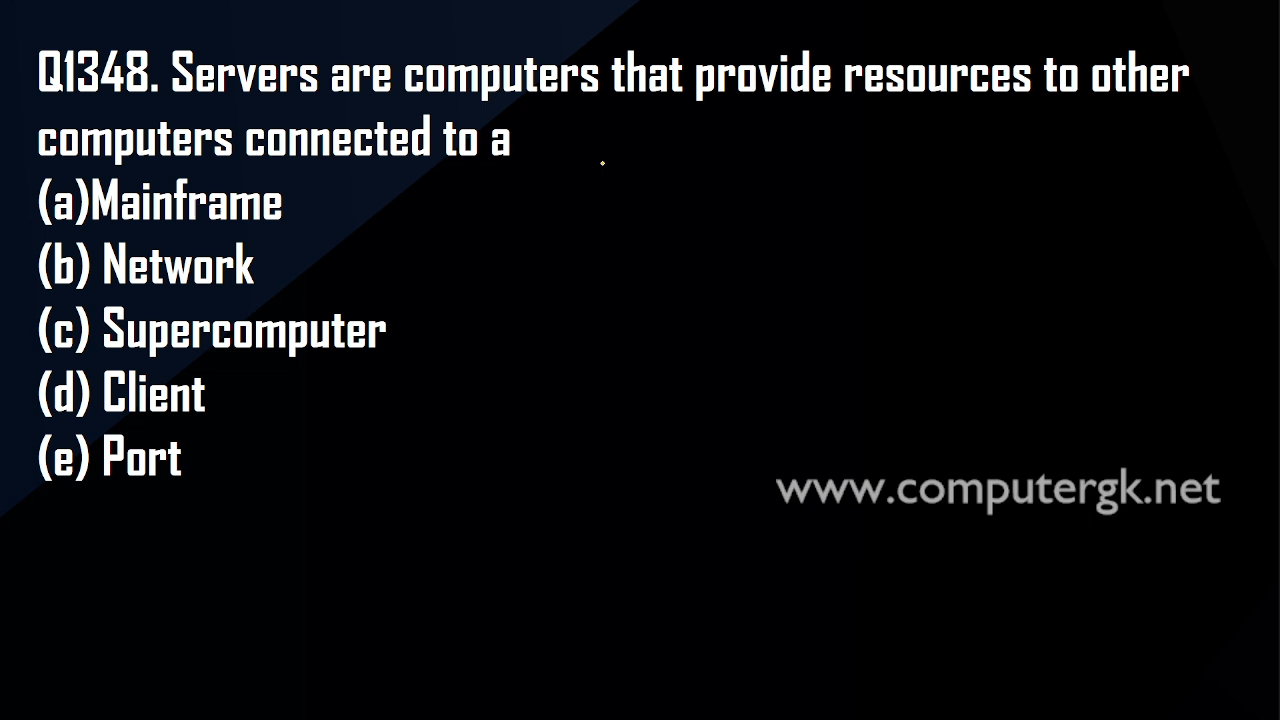 Q1348. Servers are computers that provide resources to other
computers connected to a
(a)Mainframe
(b) Network
(c) Supercomputer
(d) Client
(e) Port
www.computergk.net